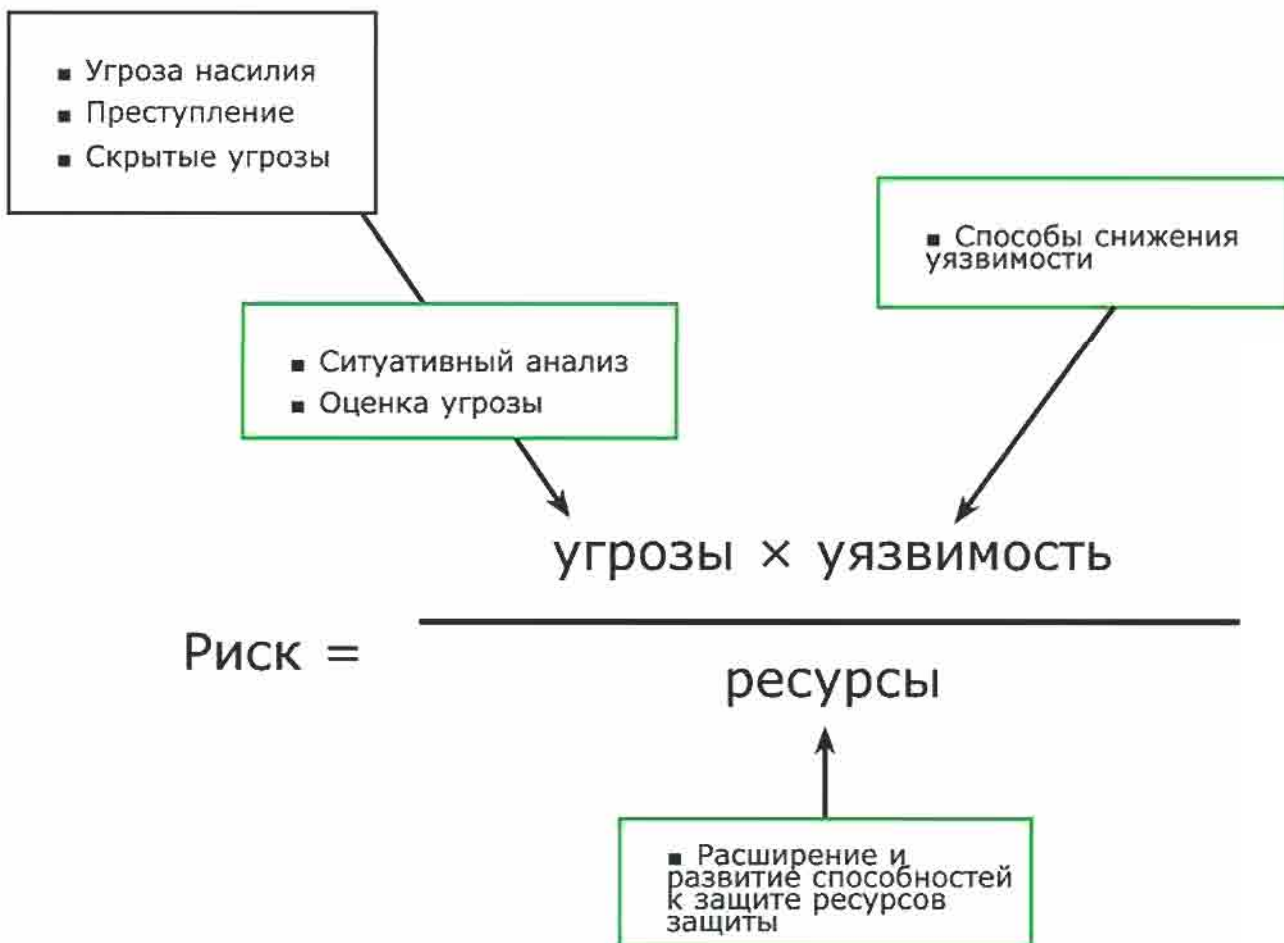 ▪ Угроза насилия
▪ Преступление
▪ Скрытые угрозы
▪ Способы снижения
уязвимости
▪ Ситуативный анализ
▪ Оценка угрозы
угрозы × уязвимость
Риск =
ресурсы
▪ Расширение и
развитие способностей
к защите ресурсов
защиты